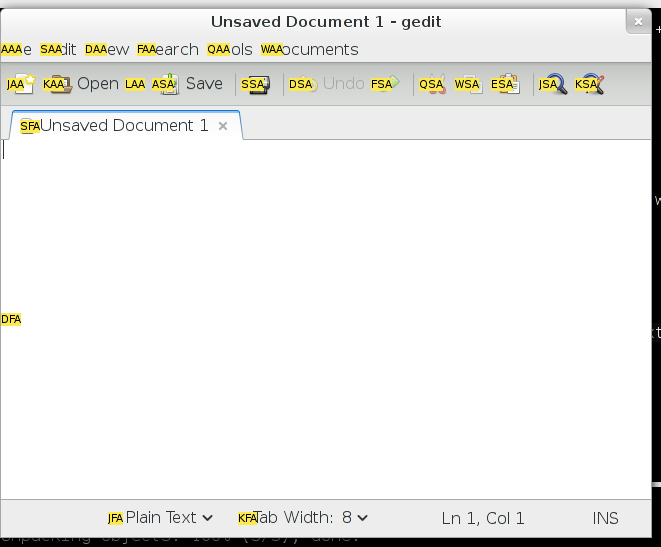 Unsaved Document 1 - gedit
AAAe SAAdit DAAew FAAearch QAAols WAAocuments
JAA KAA Open LAA ASA Save SSA DSA Undo FSA QSA WSA ESA JSA KSA
SFA Unsaved Document 1 ×
DFA
JFA Plain Text KFATab Width: 8 Ln 1, Col 1 INS